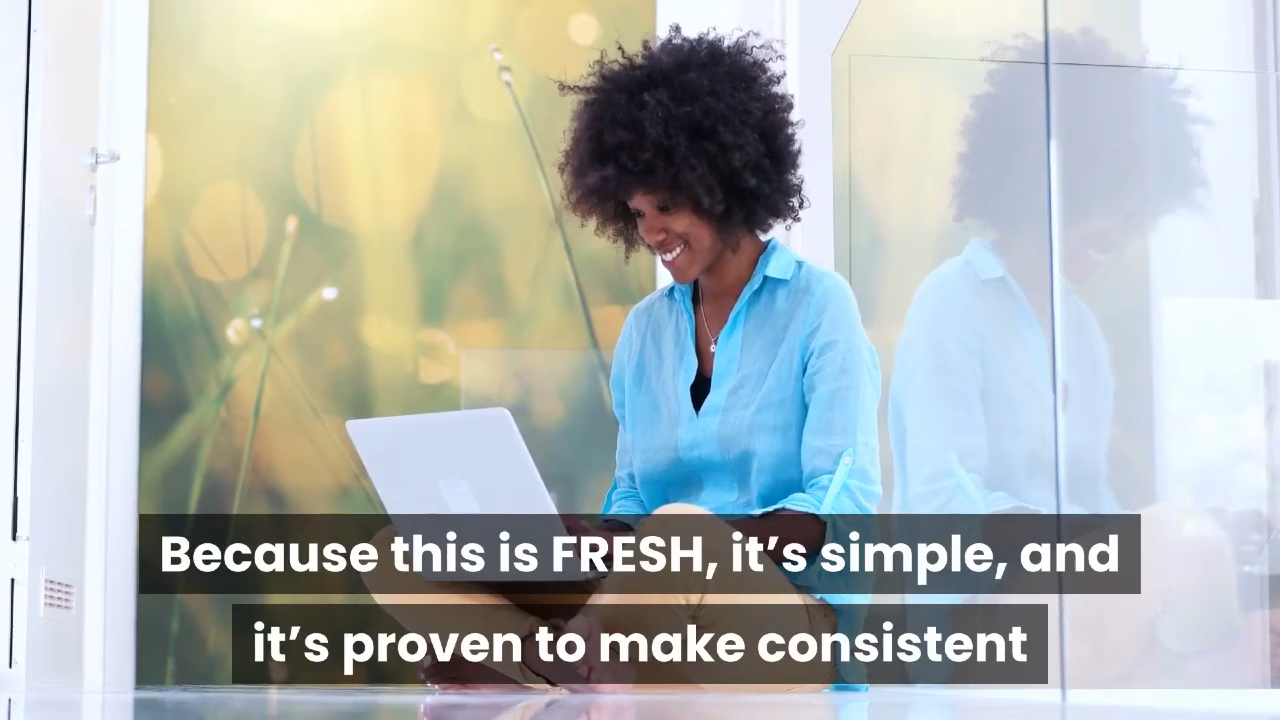 Because this is FRESH, it’s simple, and
it’s proven to make consistent